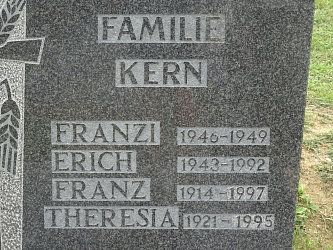 FAMILIE
KERN
FRANZI 1946-1949
ERICH 1943-1992
FRANZ 1914-1997
THERESIA 1921-1995